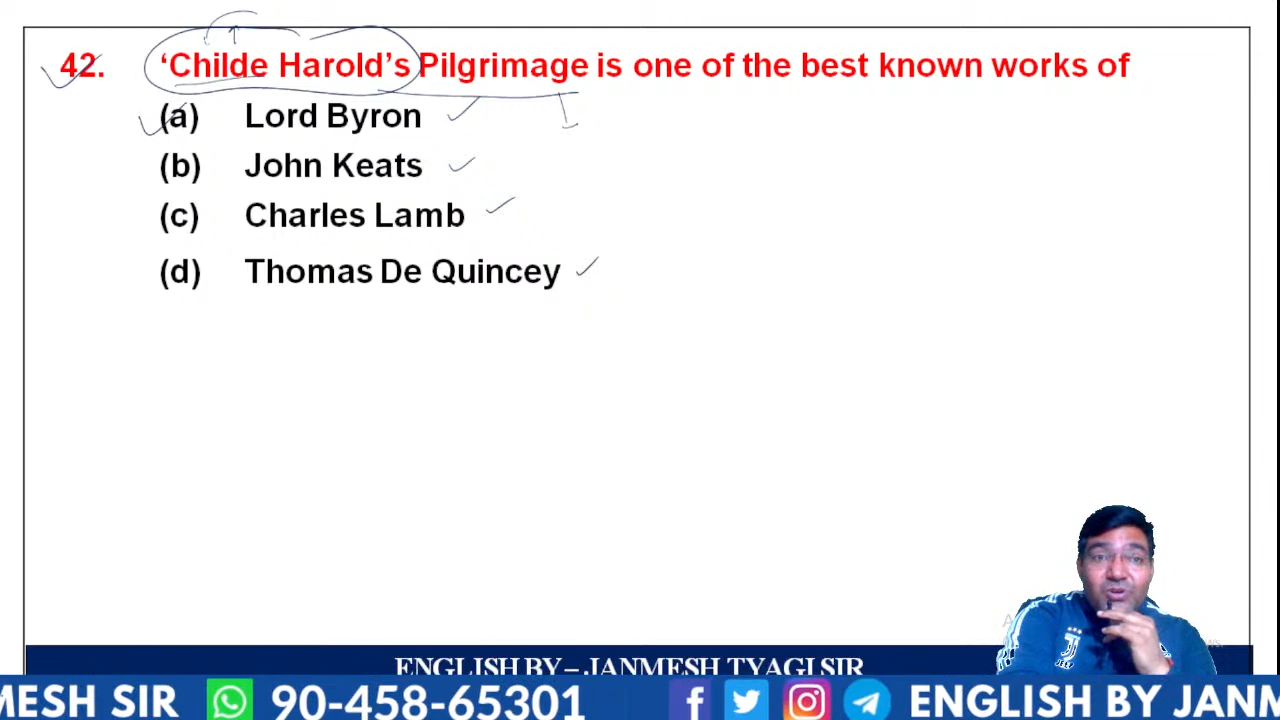 42. ‘Childe Harold’s Pilgrimage is one of the best known works of
(a) Lord Byron
(b) John Keats
(c) Charles Lamb
(d) Thomas De Quincey
ENGLISH BY – JANMESH TYAGI SIR
MESH SIR 90-458-65301 ENGLISH BY JANM